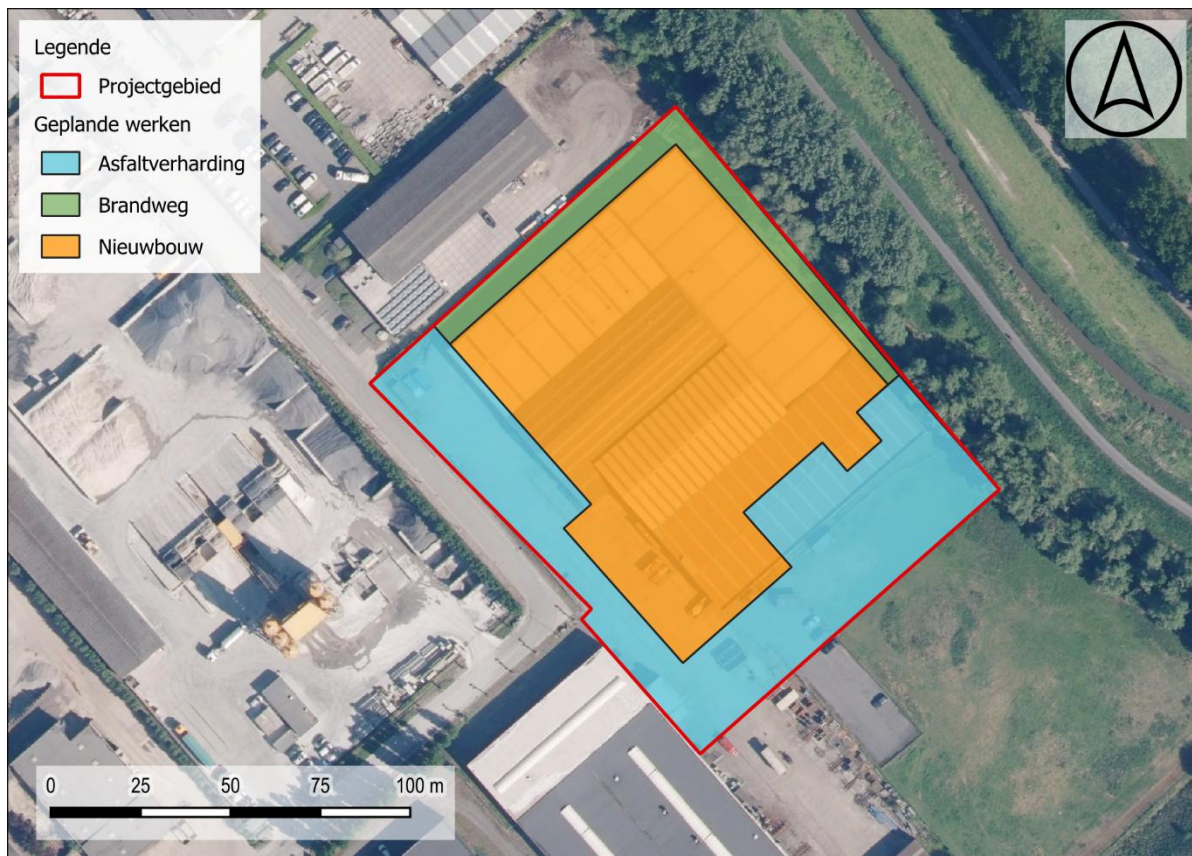 Legende
Projectgebied
Geplande werken
Asfaltverharding
Brandweg
Nieuwbouw
0 25 50 75 100 m